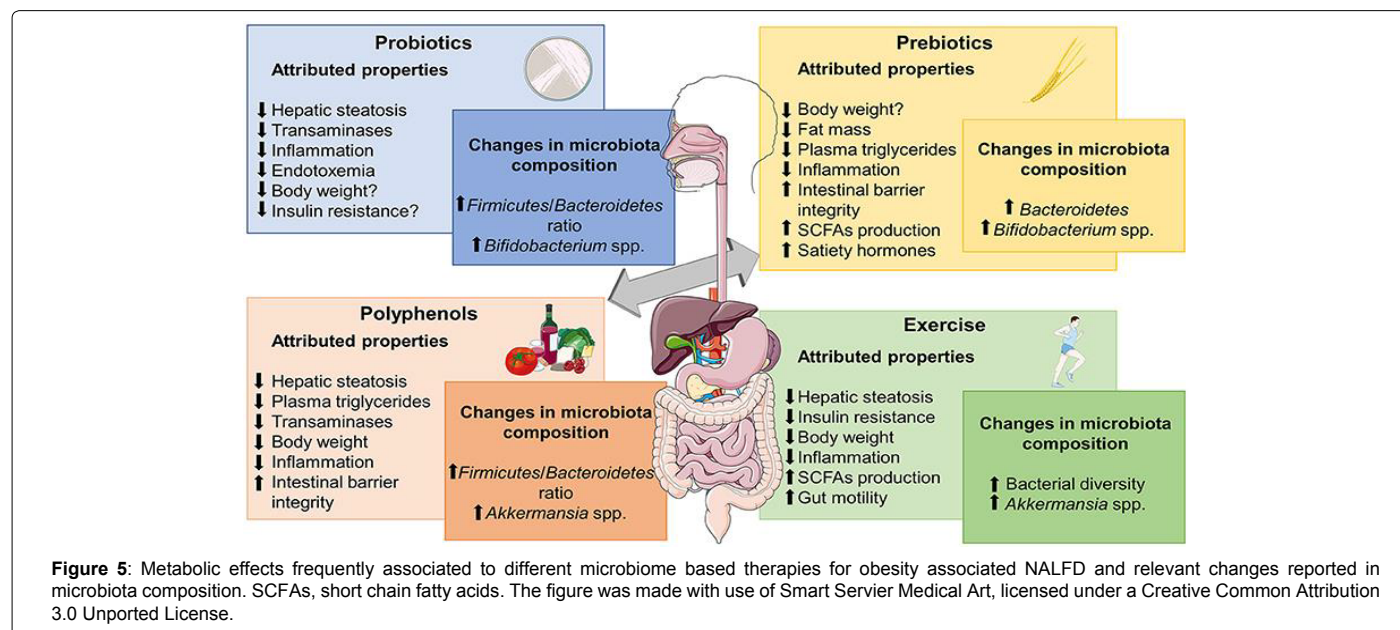 Probiotics
Attributed properties
⬇ Hepatic steatosis
⬇ Transaminases
⬇ Inflammation
⬇ Endotoxemia
⬇ Body weight?
⬇ Insulin resistance?
Changes in microbiota
composition
⬆ Firmicutes/Bacteroidetes
ratio
⬆ Bifidobacterium spp.
Prebiotics
Attributed properties
⬇ Body weight?
⬇ Fat mass
⬇ Plasma triglycerides
⬇ Inflammation
⬆ Intestinal barrier
integrity
⬆ SCFAs production
⬆ Satiety hormones
Changes in microbiota
composition
⬆ Bacteroidetes
⬆ Bifidobacterium spp.
Polyphenols
Attributed properties
⬇ Hepatic steatosis
⬇ Plasma triglycerides
⬇ Transaminases
⬇ Body weight
⬇ Inflammation
⬆ Intestinal barrier
integrity
Changes in microbiota
composition
⬆ Firmicutes/Bacteroidetes
ratio
⬆ Akkermansia spp.
Exercise
Attributed properties
⬇ Hepatic steatosis
⬇ Insulin resistance
⬇ Body weight
⬇ Inflammation
⬆ SCFAs production
⬆ Gut motility
Changes in microbiota
composition
⬆ Bacterial diversity
⬆ Akkermansia spp.
Figure 5: Metabolic effects frequently associated to different microbiome based therapies for obesity associated NALFD and relevant changes reported in
microbiota composition. SCFAs, short chain fatty acids. The figure was made with use of Smart Servier Medical Art, licensed under a Creative Common Attribution
3.0 Unported License.